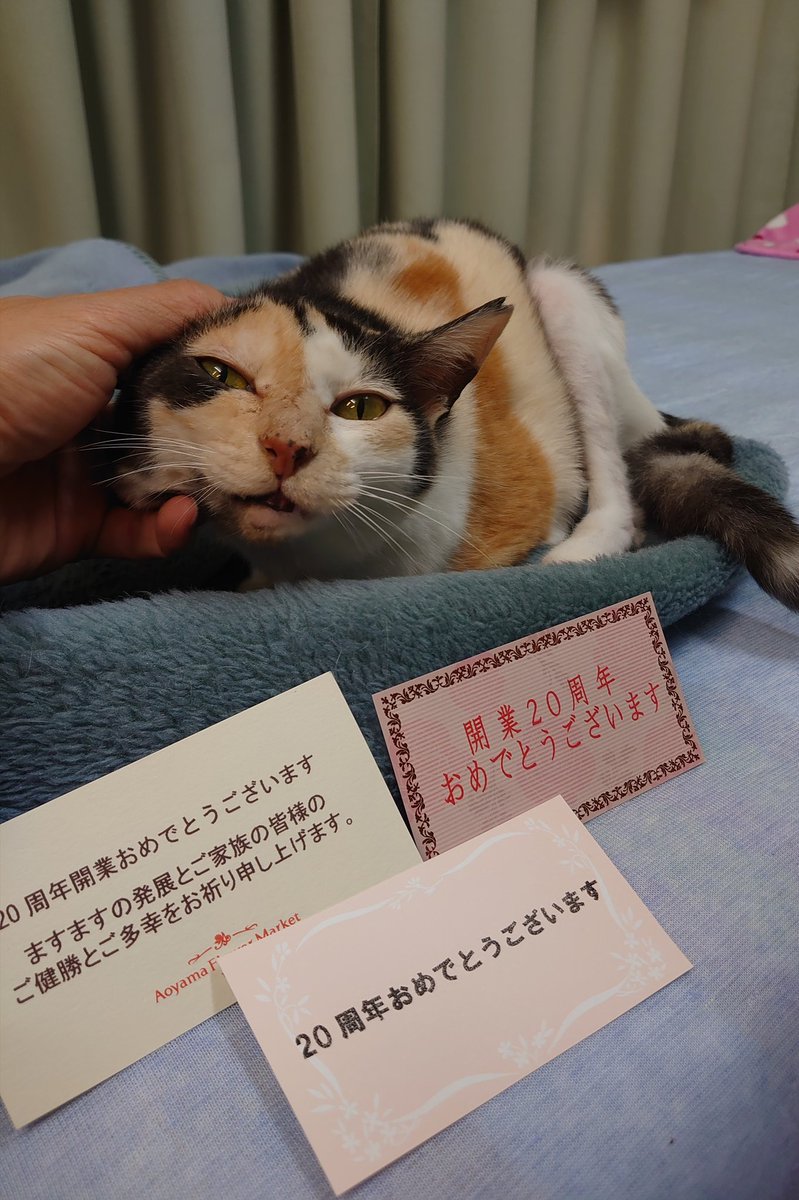 開業20周年
おめでとうございます
20周年開業おめでとうございます
ますますの発展とご家族の皆様の
ご健勝とご多幸をお祈り申し上げます。
Aoyama Market
20周年おめでとうございます